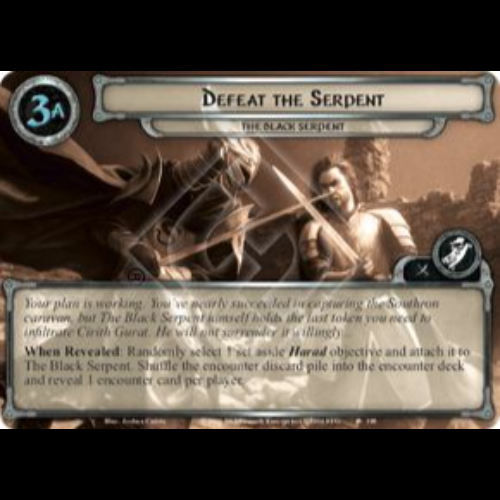 3A
DEFEAT THE SERPENT
THE BLACK SERPENT
Your plan is working. You've nearly succeeded in capturing the Southron
caravan, but The Black Serpent himself holds the last token you need to
infiltrate Cirith Gurat. He will not surrender it willingly.
When Revealed: Randomly select 1 set aside Harad objective and attach it to
The Black Serpent. Shuffle the encounter discard pile into the encounter deck
and reveal 1 encounter card per player.